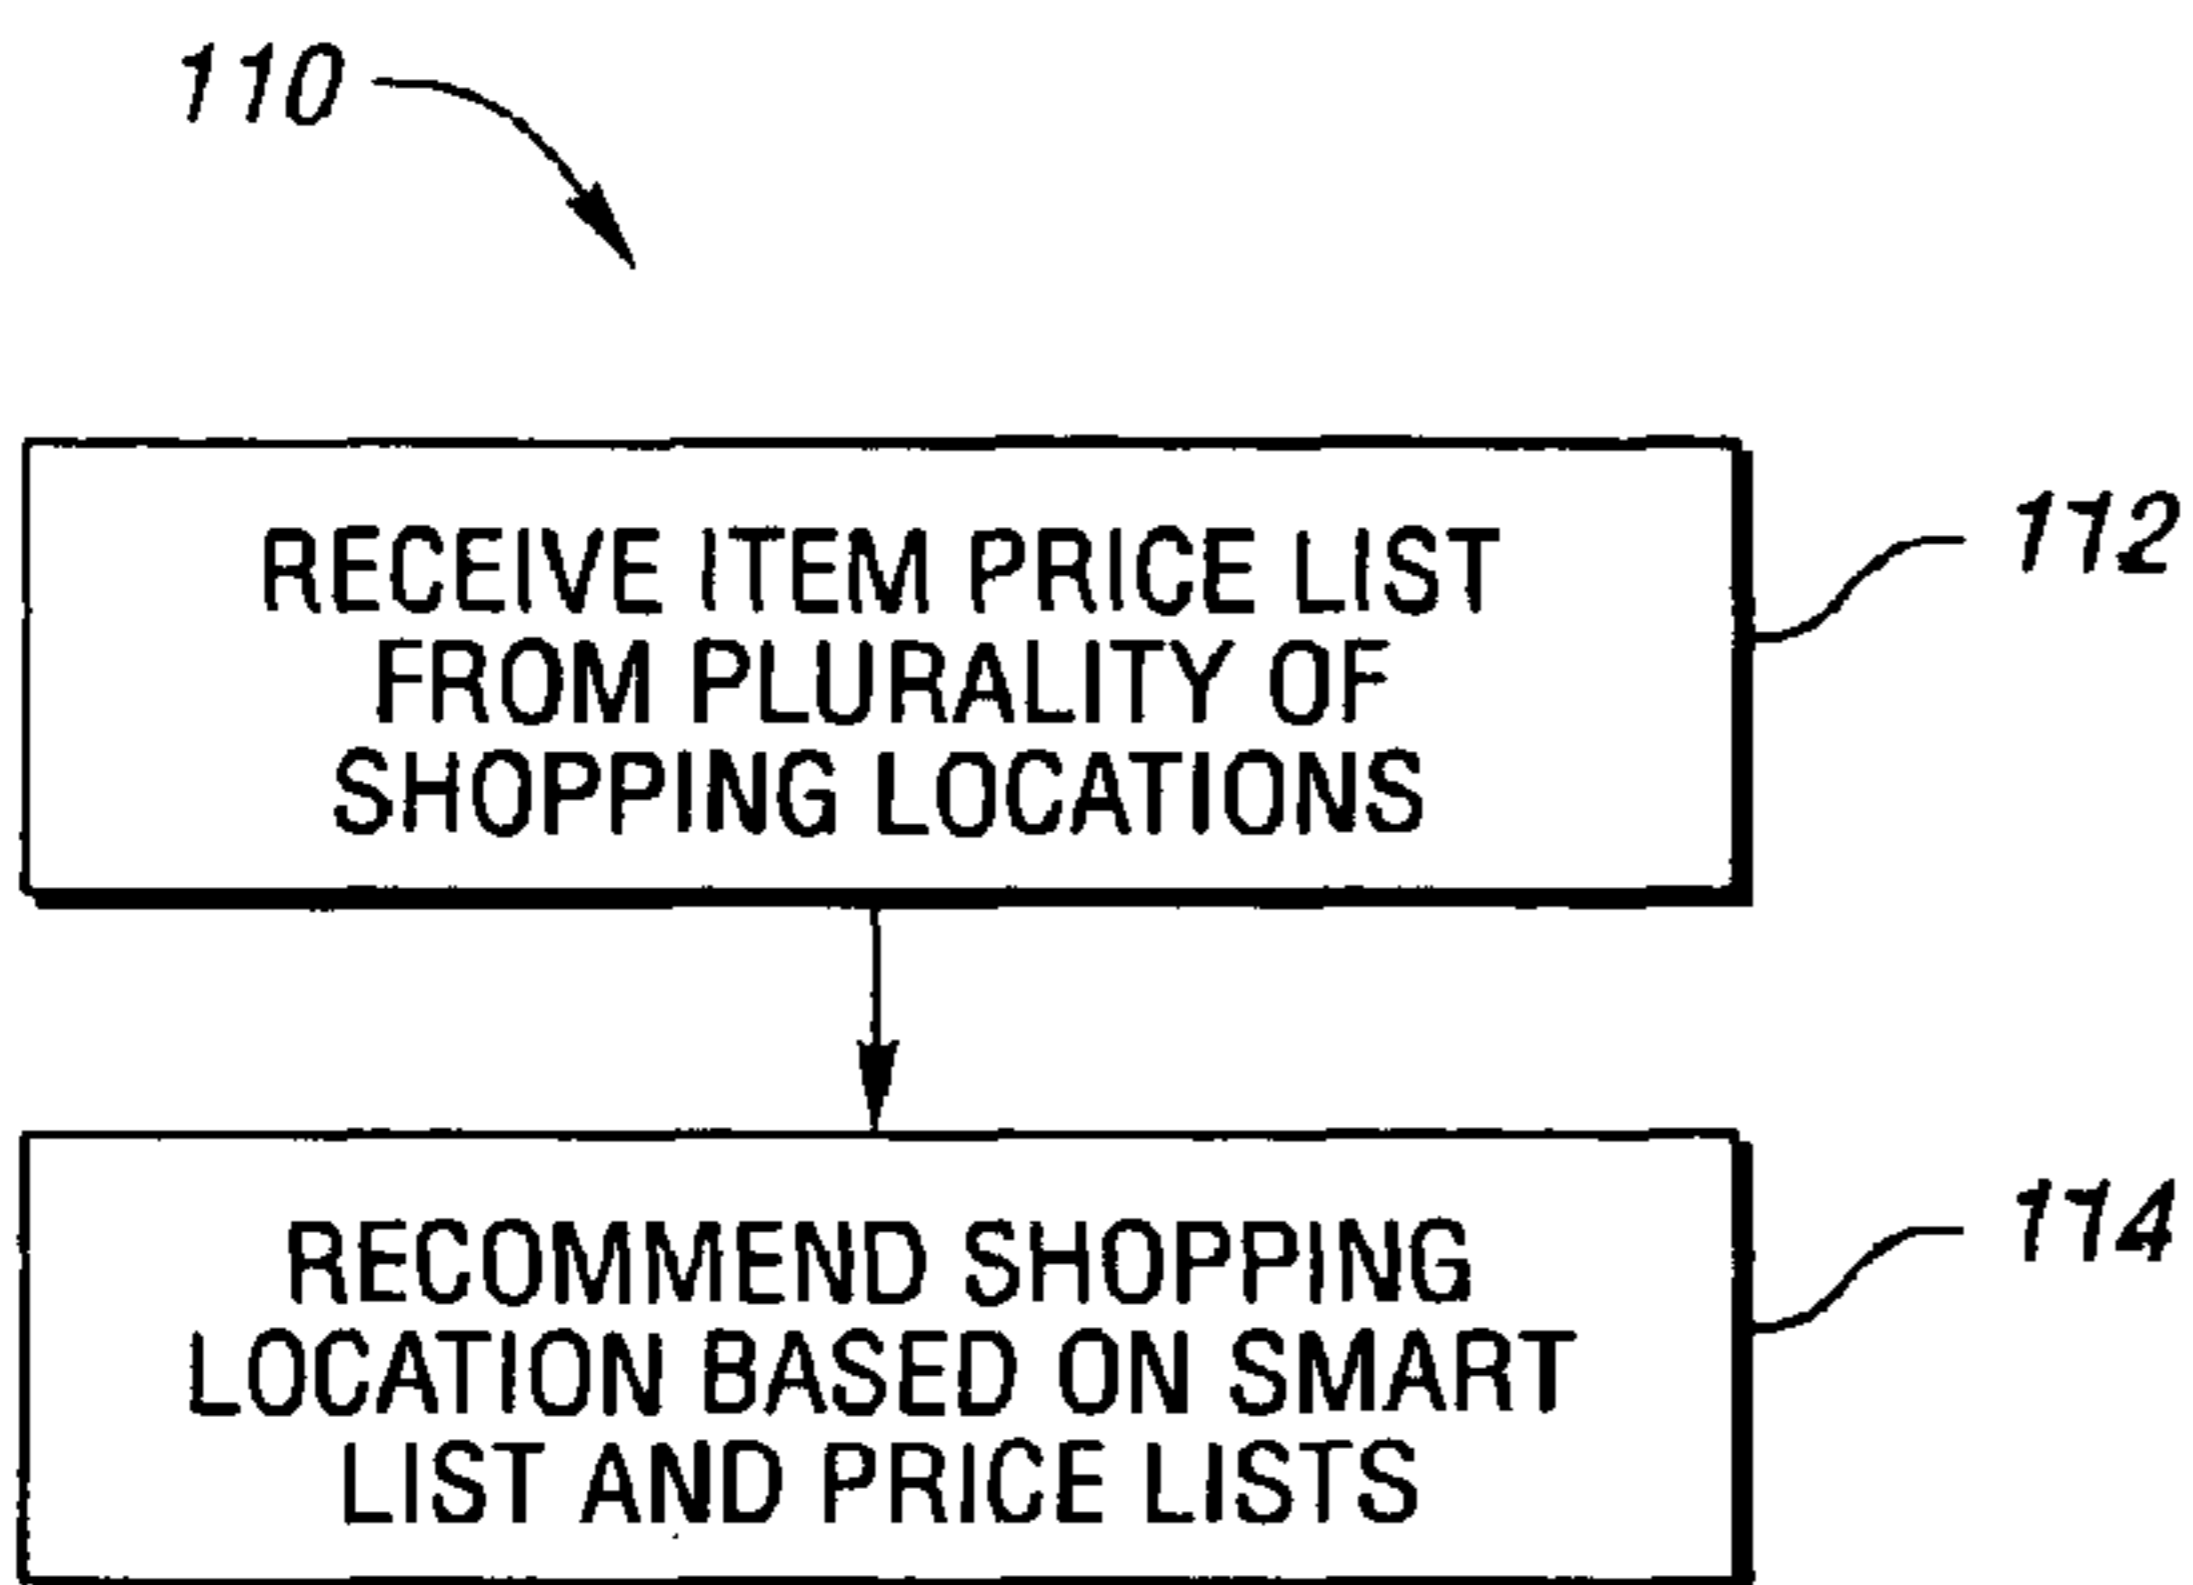 110
RECEIVE ITEM PRICE LIST
FROM PLURALITY OF
SHOPPING LOCATIONS
112
RECOMMEND SHOPPING
LOCATION BASED ON SMART
LIST AND PRICE LISTS
114